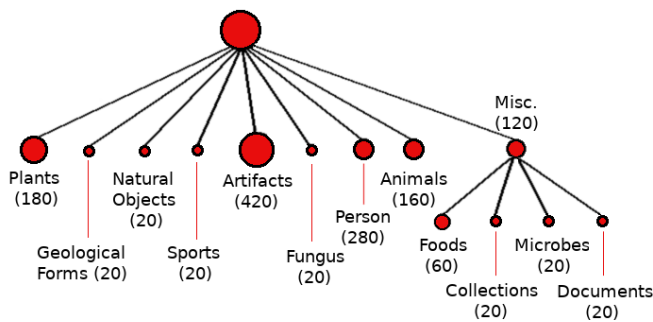 Misc.
(120)
Plants
(180)
Geological
Forms (20)
Natural
Objects
(20)
Sports
(20)
Artifacts
(420)
Fungus
(20)
Person
(280)
Animals
(160)
Foods
(60)
Collections
(20)
Microbes
(20)
Documents
(20)